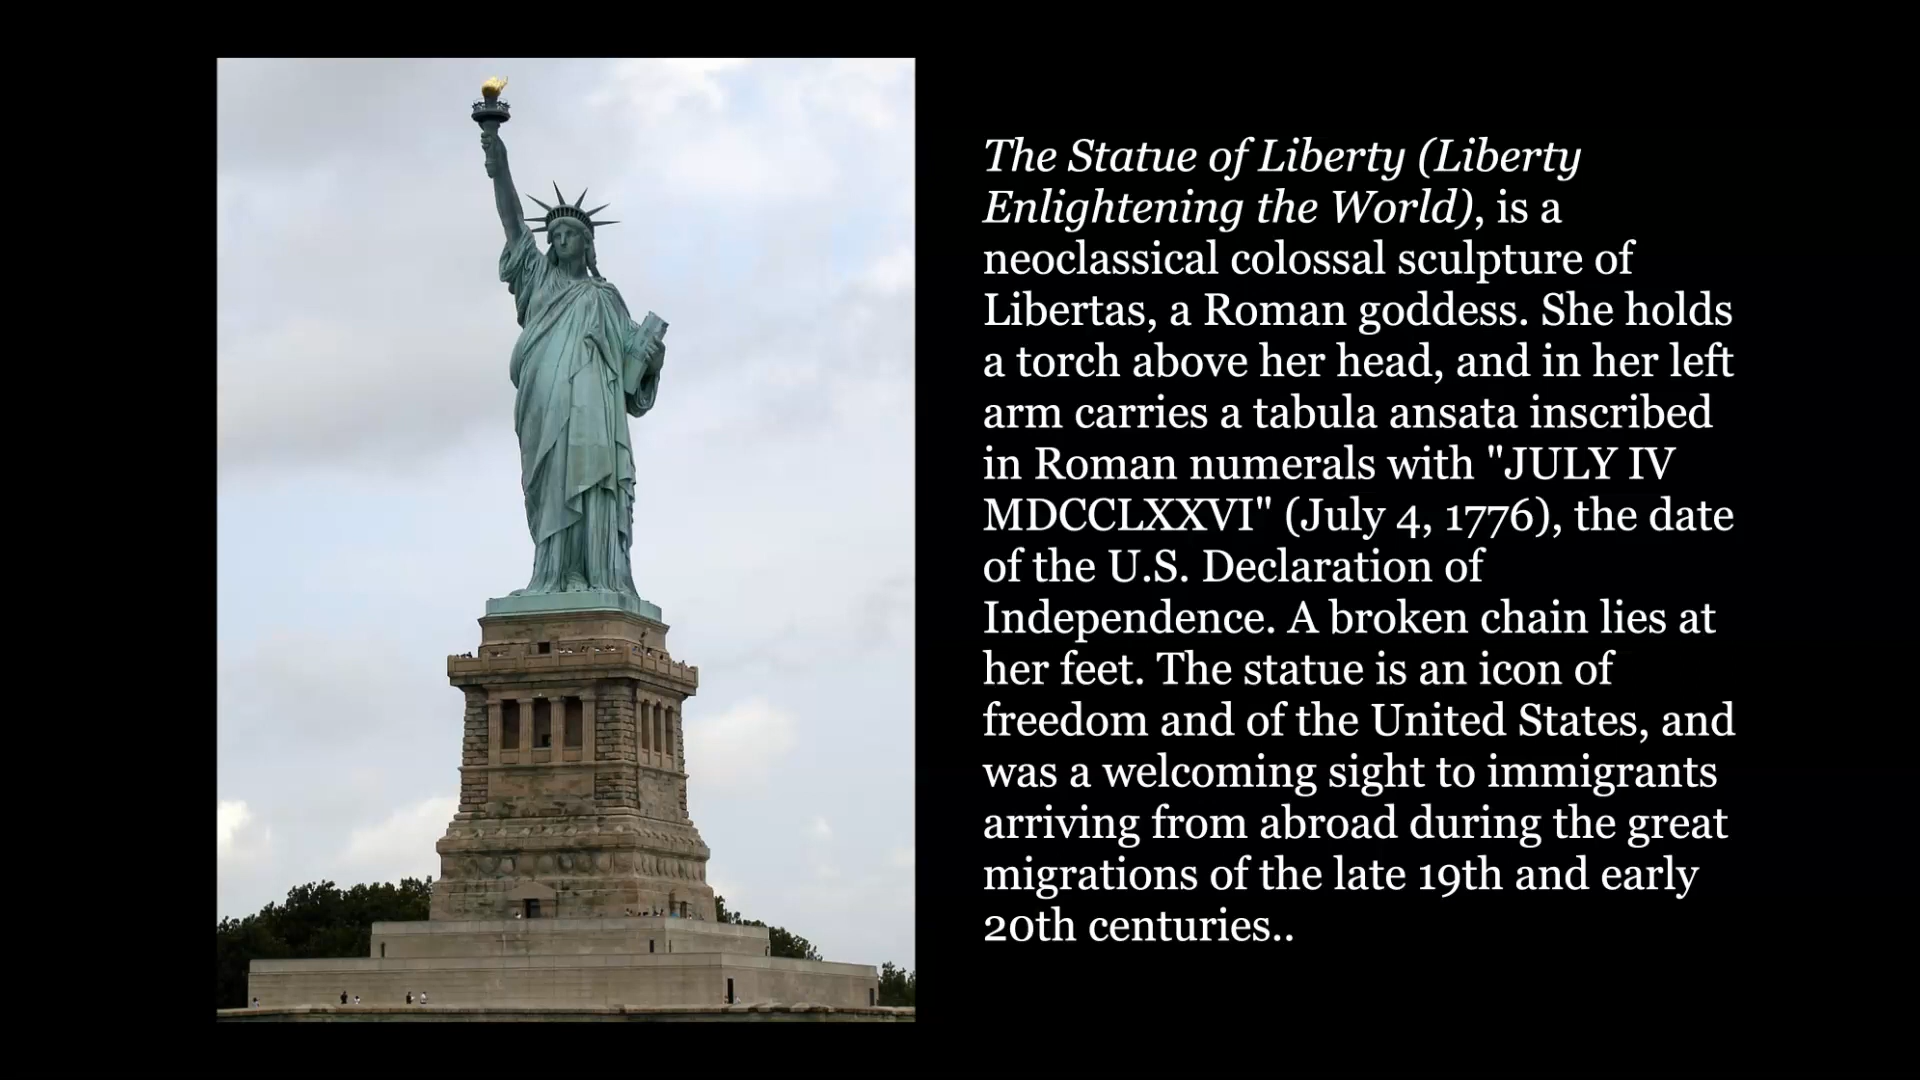 The Statue of Liberty (Liberty
Enlightening the World), is a
neoclassical colossal sculpture of
Libertas, a Roman goddess. She holds
a torch above her head, and in her left
arm carries a tabula ansata inscribed
in Roman numerals with "JULY IV
MDCCLXXVI" (July 4, 1776), the date
of the U.S. Declaration of
Independence. A broken chain lies at
her feet. The statue is an icon of
freedom and of the United States, and
was a welcoming sight to immigrants
arriving from abroad during the great
migrations of the late 19th and early
20th centuries..